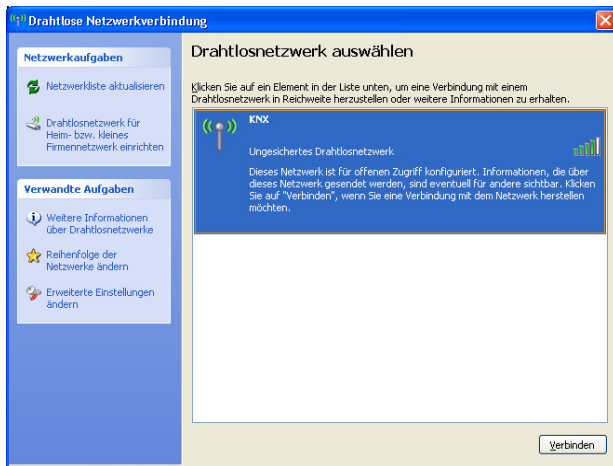 Drahtlose Netzwerkverbindung
Netzwerkaufgaben
Netzwerkliste aktualisieren
Drahtlosnetzwerk für
Heim- bzw. kleines
Firmennetzwerk einrichten
Verwandte Aufgaben
Weitere Informationen
über Drahtlosnetzwerke
Reihenfolge der
Netzwerke ändern
Erweiterte Einstellungen
ändern
Drahtlosnetzwerk auswählen
Klicken Sie auf ein Element in der Liste unten, um eine Verbindung mit einem
Drahtlosnetzwerk in Reichweite herzustellen oder weitere Informationen zu erhalten.
KNX
Ungesichertes Drahtlosnetzwerk
Dieses Netzwerk ist für offenen Zugriff konfiguriert. Informationen, die über
dieses Netzwerk gesendet werden, sind eventuell für andere sichtbar. Klicken
Sie auf "Verbinden", wenn Sie eine Verbindung mit dem Netzwerk herstellen
möchten.
Verbinden